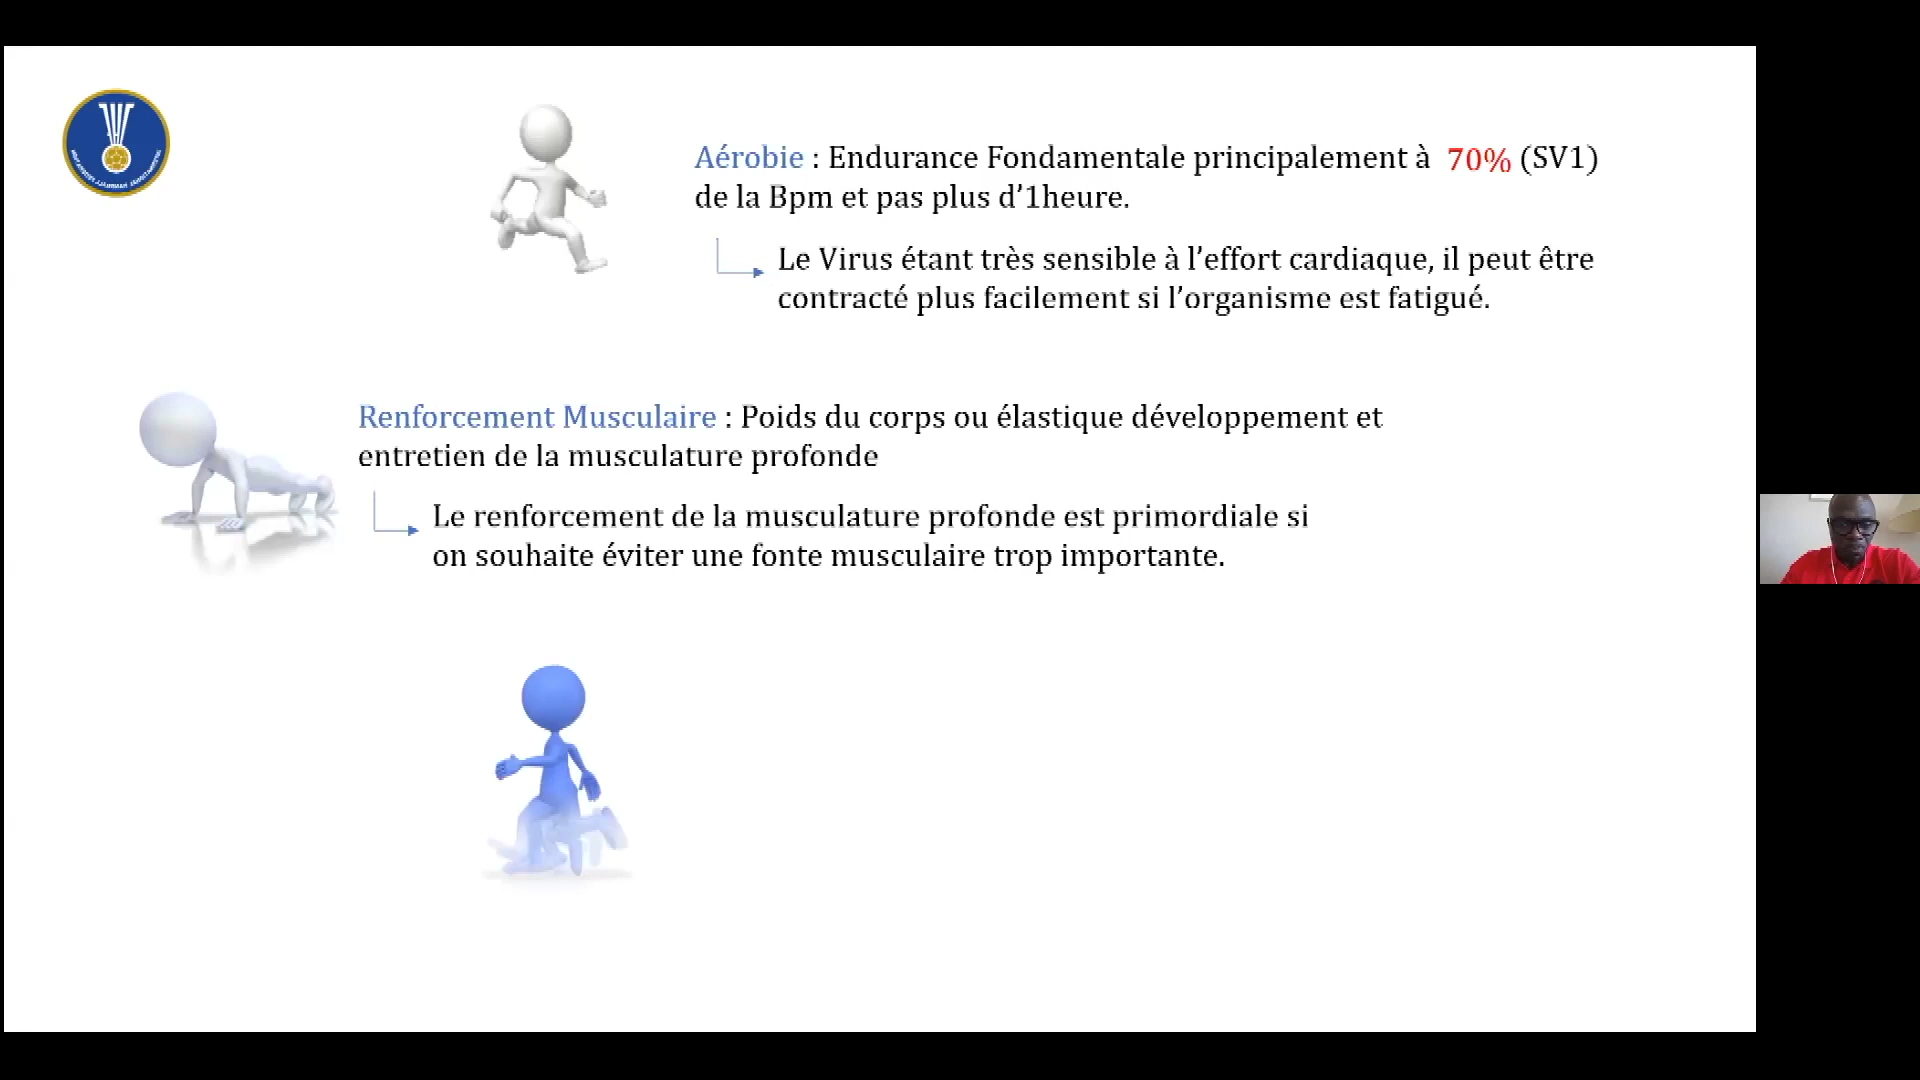 Aérobie : Endurance Fondamentale principalement à 70% (SV1)
de la Bpm et pas plus d’1heure.
Le Virus étant très sensible à l’effort cardiaque, il peut être
contracté plus facilement si l’organisme est fatigué.
Renforcement Musculaire : Poids du corps ou élastique développement et
entretien de la musculature profonde
Le renforcement de la musculature profonde est primordiale si
on souhaite éviter une fonte musculaire trop importante.